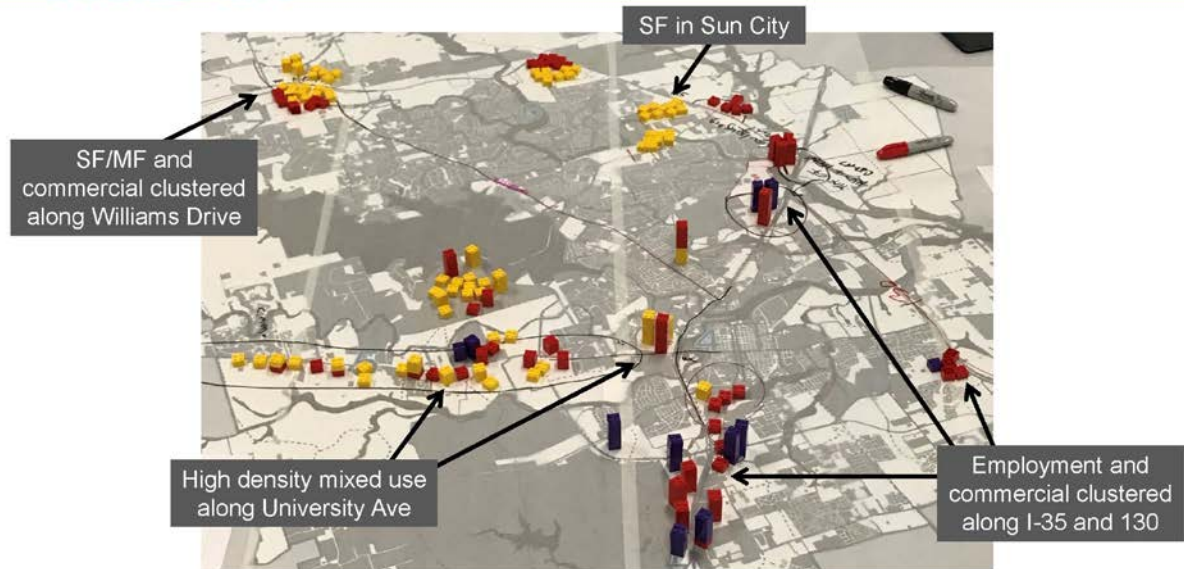 SF in Sun City
SF/MF and
commercial clustered
along Williams Drive
High density mixed use
along University Ave
Employment and
commercial clustered
along I-35 and 130